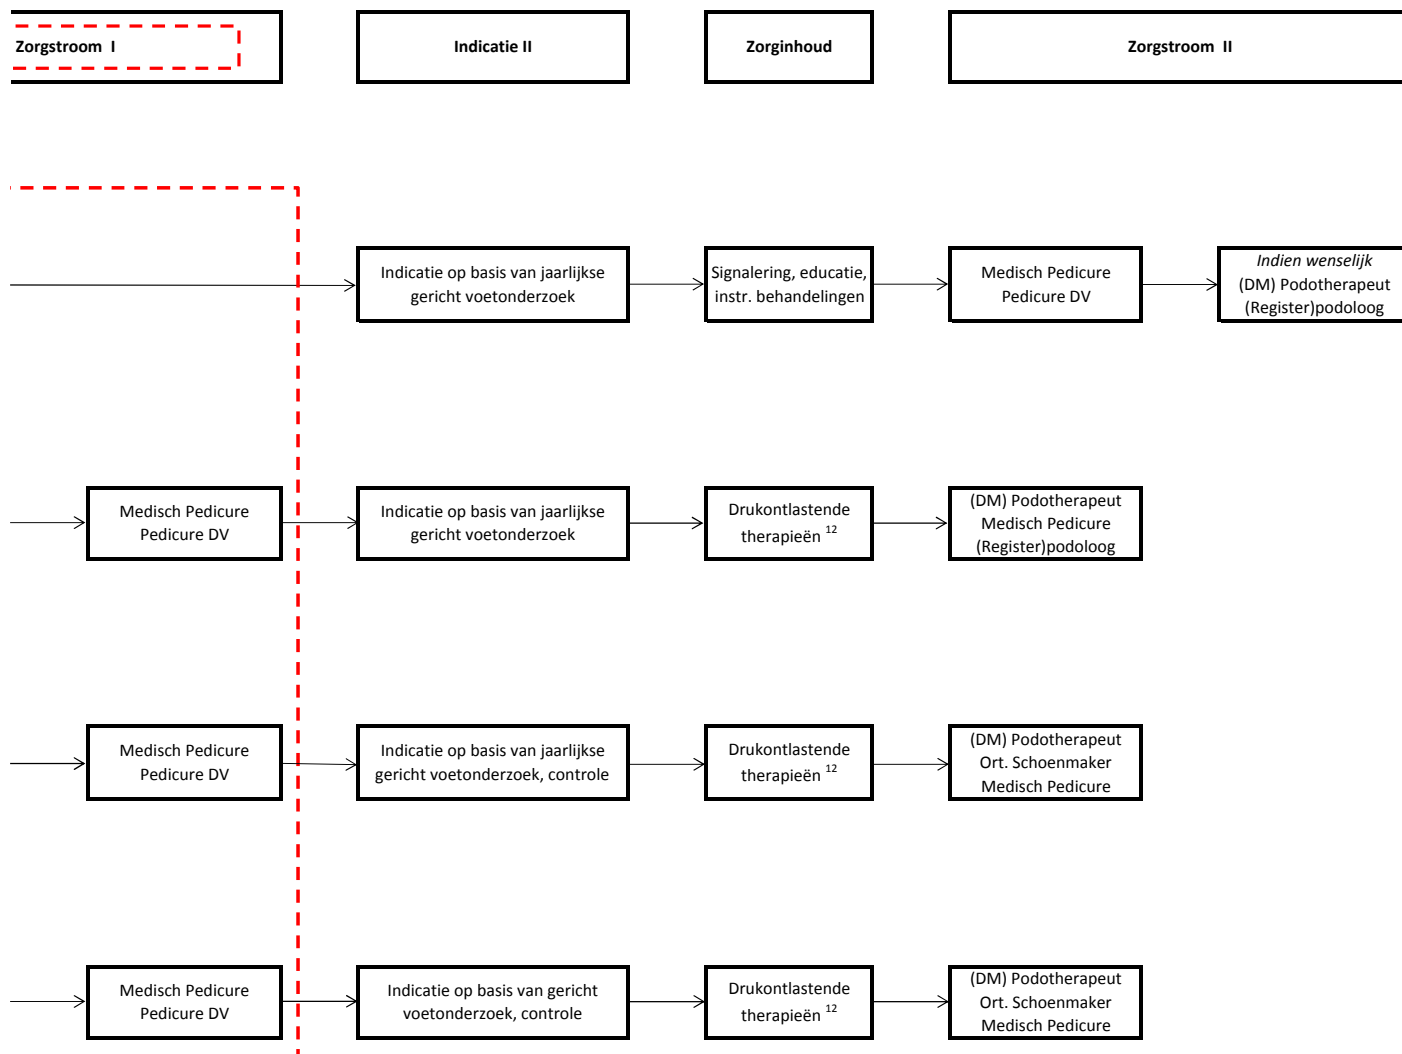 Zorgstroom I
Indicatie II
Zorginhoud
Zorgstroom II
Indicatie op basis van jaarlijkse
gericht voetonderzoek
Signalering, educatie,
instr. behandelingen
Medisch Pedicure
Pedicure DV
Indien wenselijk
(DM) Podotherapeut
(Register)podoloog
Medisch Pedicure
Pedicure DV
Indicatie op basis van jaarlijkse
gericht voetonderzoek
Drukontlastende
therapieën 12
(DM) Podotherapeut
Medisch Pedicure
(Register)podoloog
Medisch Pedicure
Pedicure DV
Indicatie op basis van jaarlijkse
gericht voetonderzoek, controle
Drukontlastende
therapieën 12
(DM) Podotherapeut
Ort. Schoenmaker
Medisch Pedicure
Medisch Pedicure
Pedicure DV
Indicatie op basis van gericht
voetonderzoek, controle
Drukontlastende
therapieën 12
(DM) Podotherapeut
Ort. Schoenmaker
Medisch Pedicure